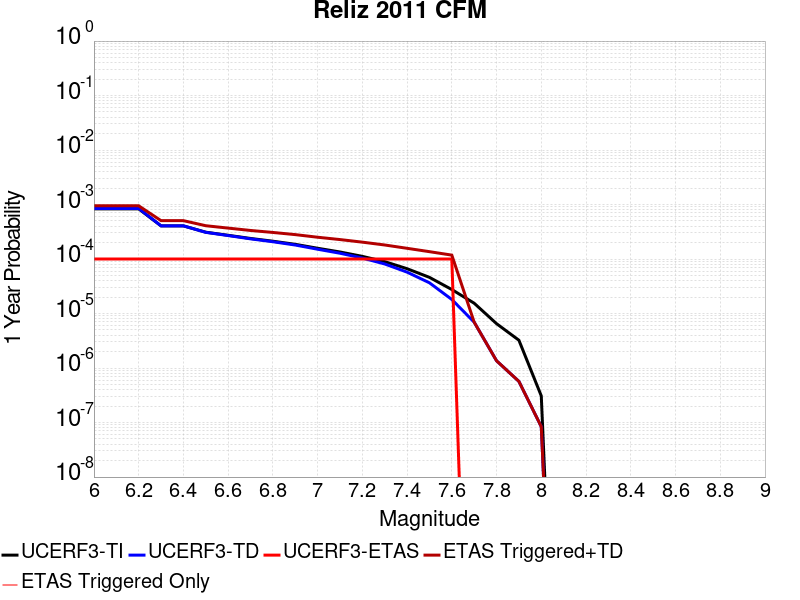 Reliz 2011 CFM
10^0
10^-1
10^-2
10^-3
10^-4
10^-5
10^-6
10^-7
10^-8
1 Year Probability
6 6.2 6.4 6.6 6.8 7 7.2 7.4 7.6 7.8 8 8.2 8.4 8.6 8.8 9
Magnitude
UCERF3-TI UCERF3-TD UCERF3-ETAS ETAS Triggered+TD
ETAS Triggered Only